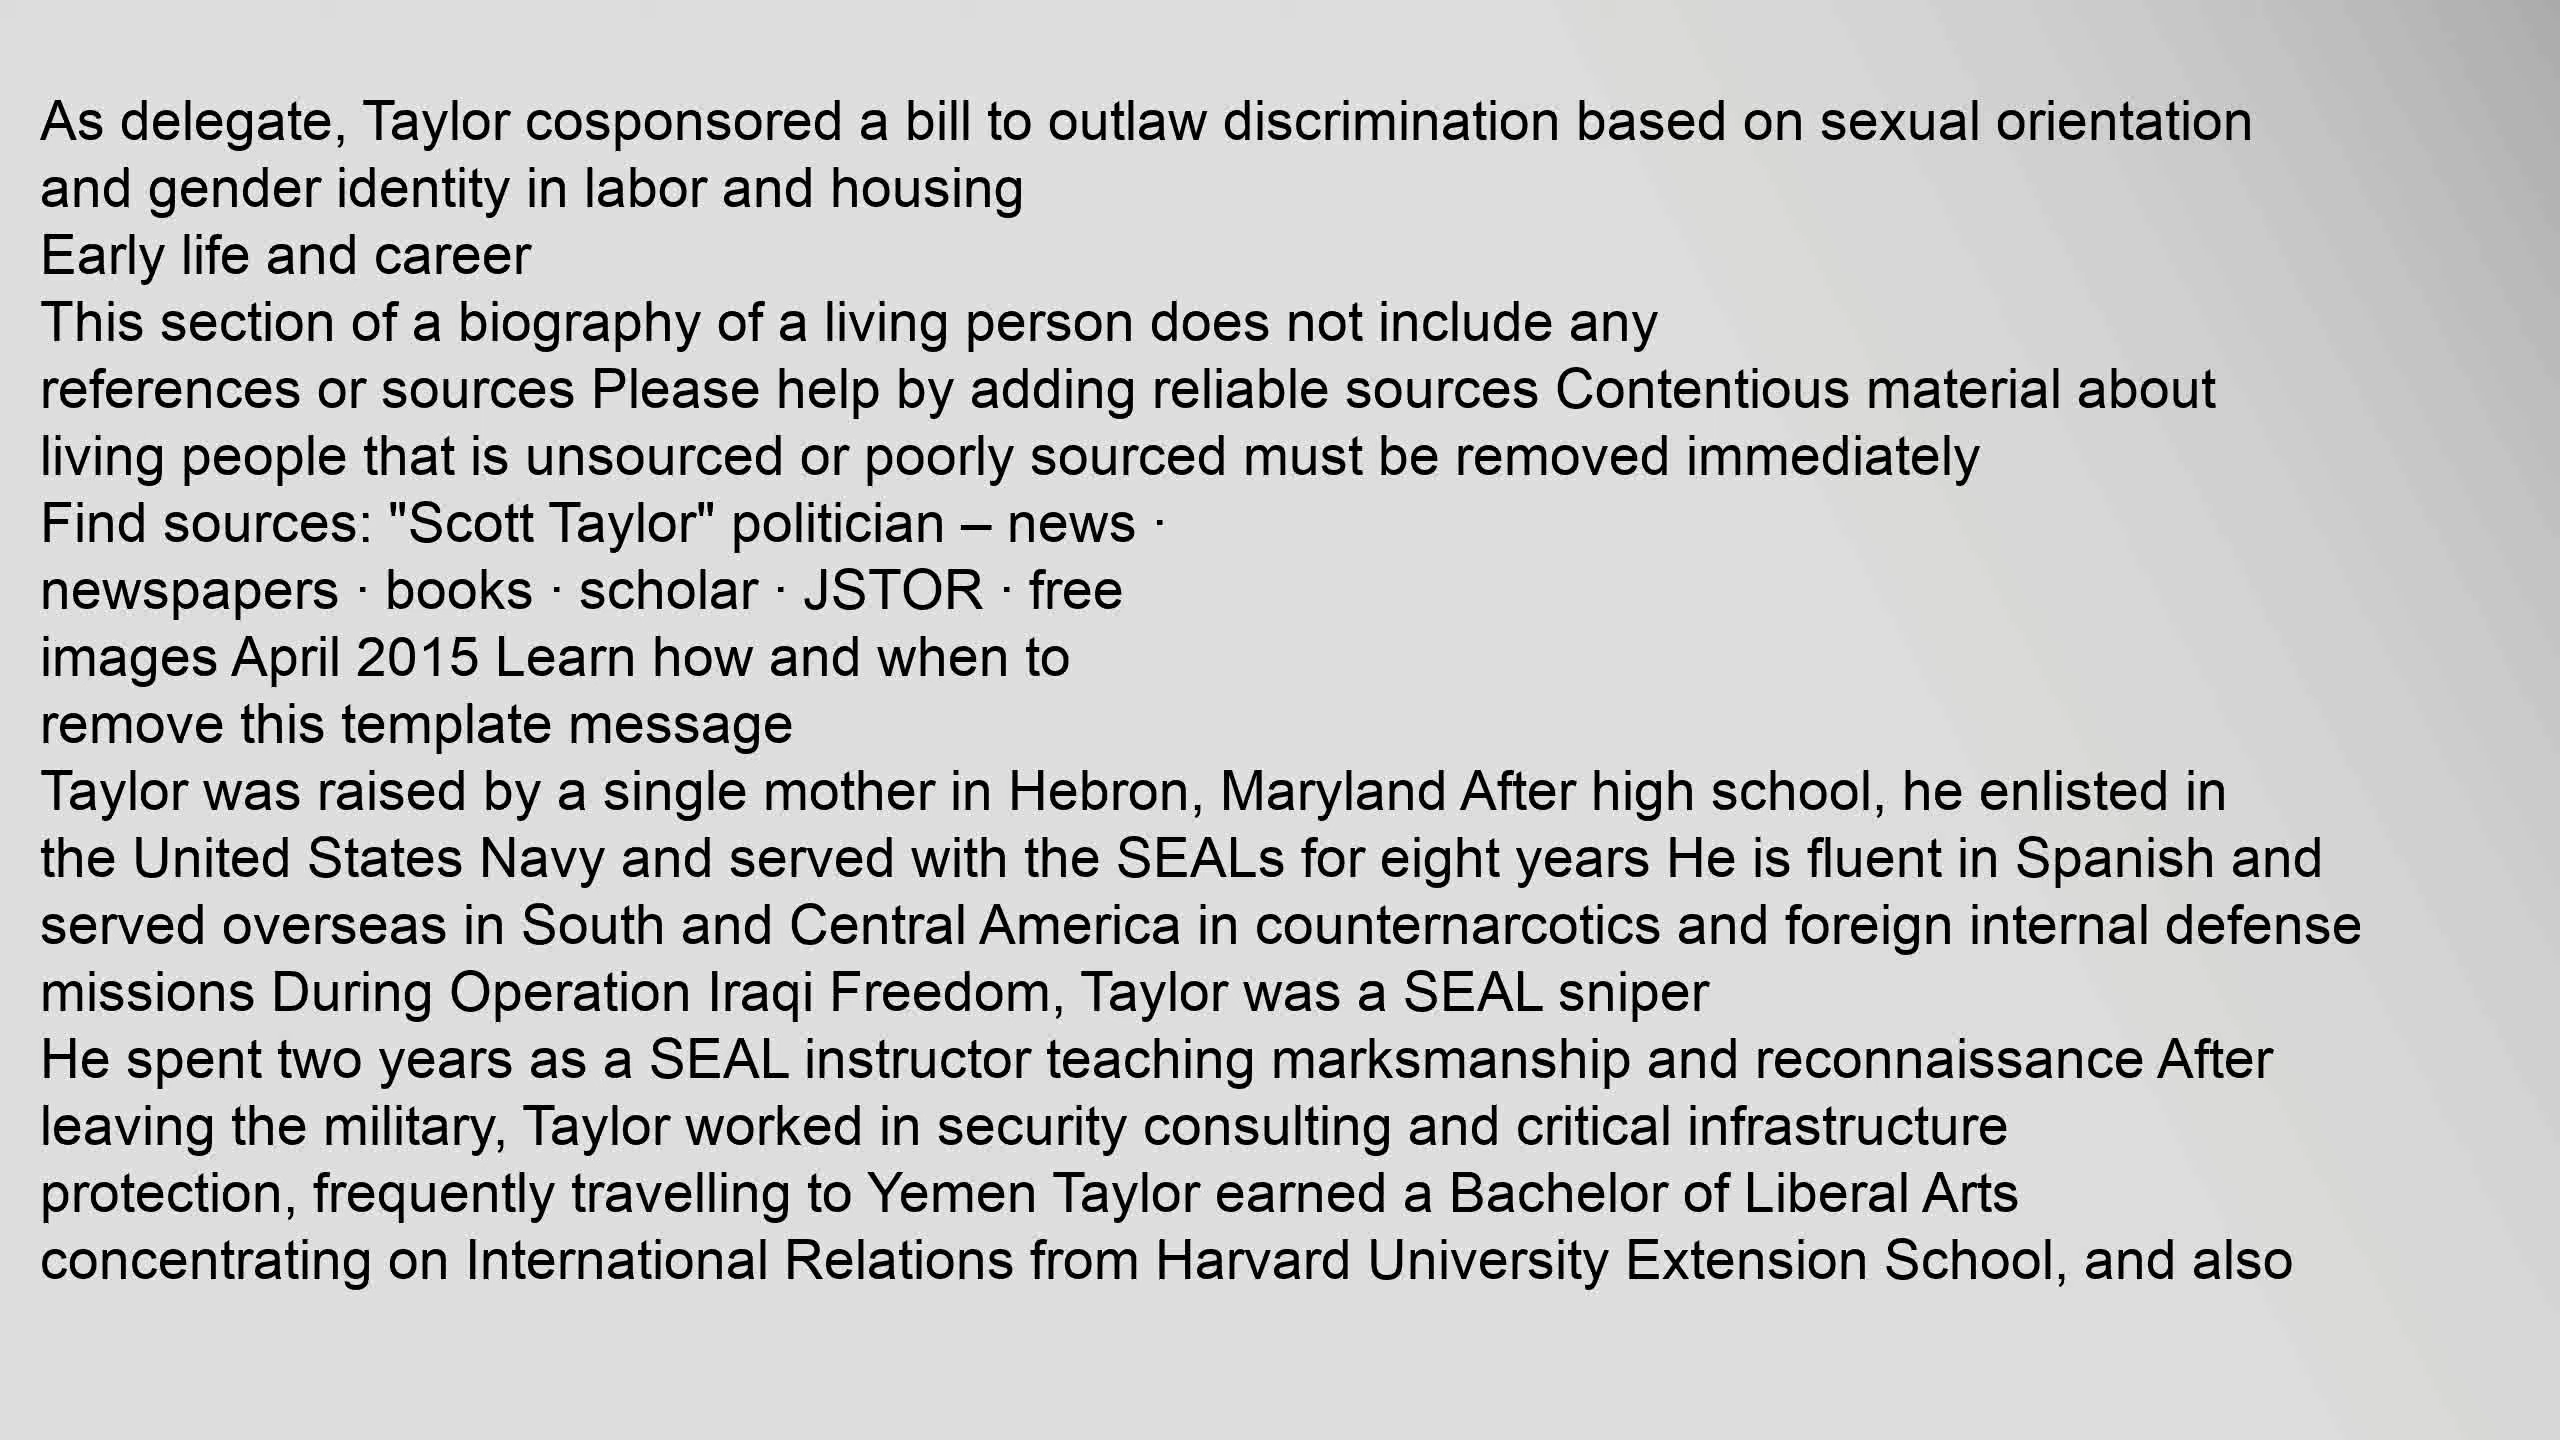 As delegate, Taylor cosponsored a bill to outlaw discrimination based on sexual orientation
and gender identity in labor and housing
Early life and career
This section of a biography of a living person does not include any
references or sources Please help by adding reliable sources Contentious material about
living people that is unsourced or poorly sourced must be removed immediately
Find sources: "Scott Taylor" politician – news ·
newspapers · books · scholar · JSTOR · free
images April 2015 Learn how and when to
remove this template message
Taylor was raised by a single mother in Hebron, Maryland After high school, he enlisted in
the United States Navy and served with the SEALs for eight years He is fluent in Spanish and
served overseas in South and Central America in counternarcotics and foreign internal defense
missions During Operation Iraqi Freedom, Taylor was a SEAL sniper
He spent two years as a SEAL instructor teaching marksmanship and reconnaissance After
leaving the military, Taylor worked in security consulting and critical infrastructure
protection, frequently travelling to Yemen Taylor earned a Bachelor of Liberal Arts
concentrating on International Relations from Harvard University Extension School, and also